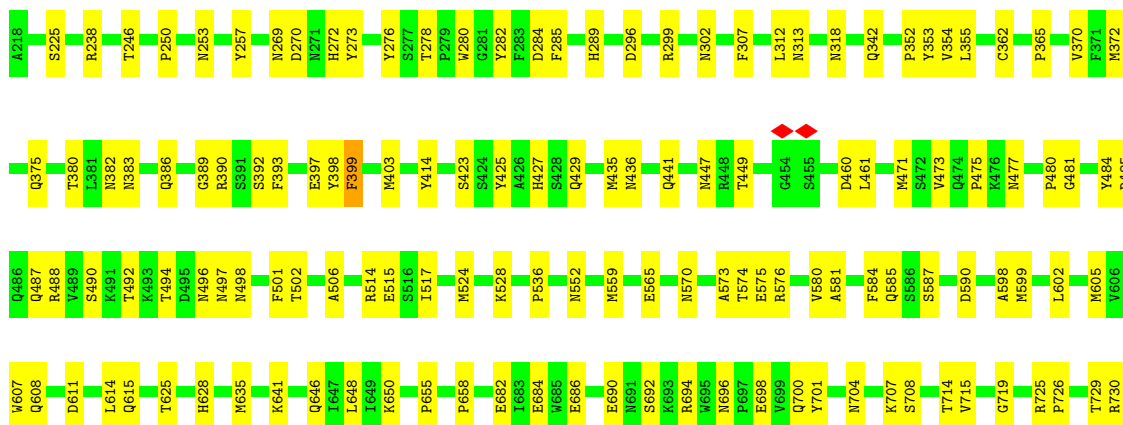 A218 S225 R238 T246 P250 N253 Y257 N269 D270 N271 H272 Y273 Y276 S277 T278 P279 W280 G281 Y282 F283 D284 F285 H289 D296 R299 N302 F307 L312 N313 N318 Q342 P352 Y353 V354 L355 C362 P365 V370 F371 M372
Q375 T380 L381 N382 N383 Q386 G389 R390 S391 S392 F393 E397 Y398 F399 M403 Y414 S423 S424 Y425 A426 H427 S428 Q429 M435 N436 Q441 N447 R448 T449 G454 S455 D460 L461 M471 S472 V473 Q474 P475 K476 N477 P480 G481 Y484
Q486 Q487 R488 V489 S490 K491 T492 K493 T494 D495 N496 N497 N498 F501 T502 A506 R514 E515 S516 I517 M524 K528 P536 N552 M559 E565 N570 A573 T574 E575 R576 V580 A581 F584 Q585 S586 S587 D590 A598 M599 L602 M605 V606
W607 Q608 D611 L614 Q615 T625 H628 M635 K641 Q646 I647 L648 I649 K650 P655 P658 E682 I683 E684 W685 E686 E690 N691 S692 K693 R694 W695 N696 P697 E698 V699 Q700 Y701 N704 K707 S708 T714 V715 G719 R725 P726 T729 R730